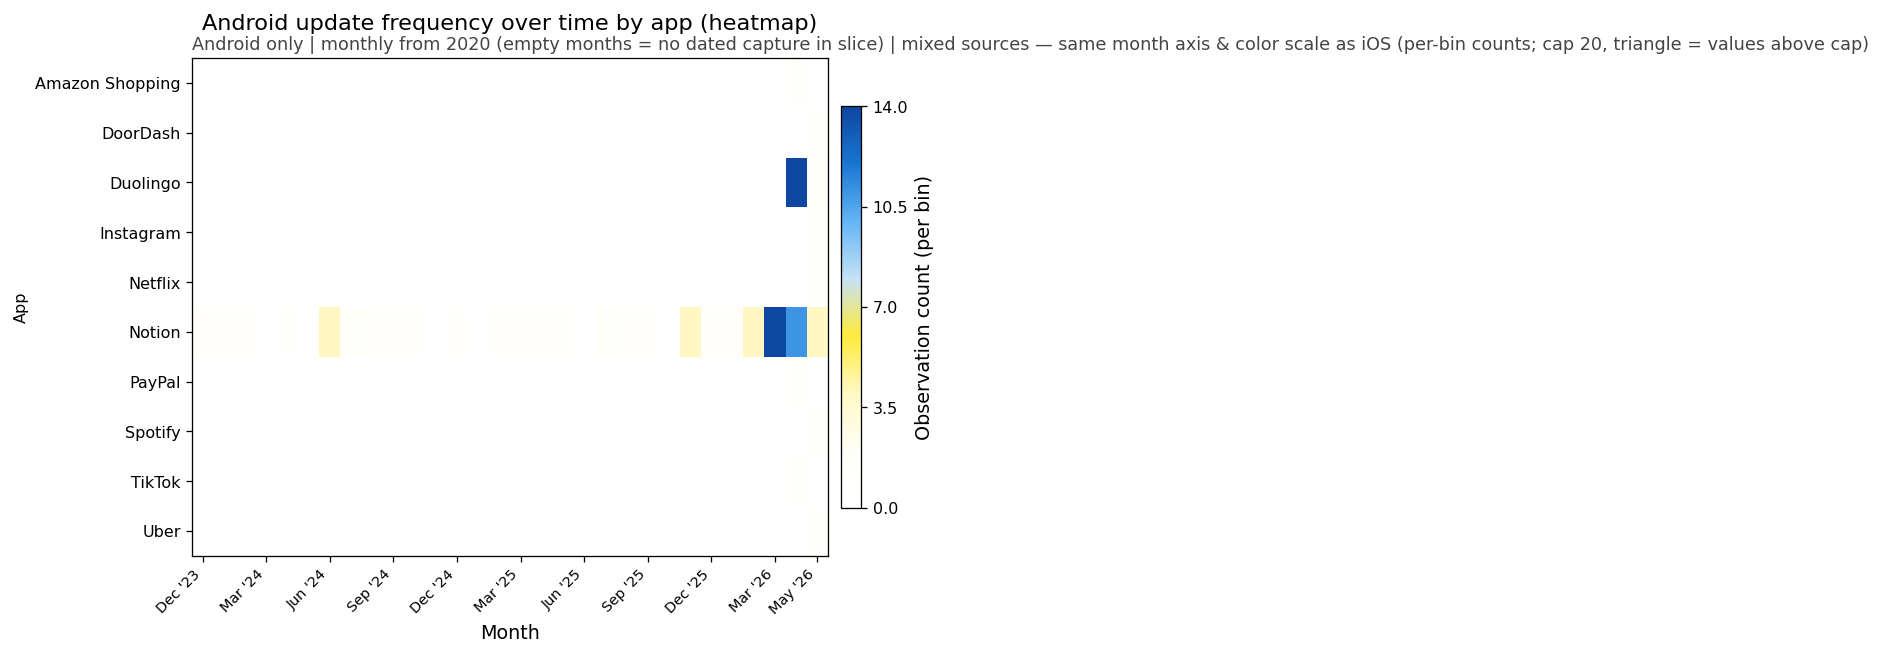 Android update frequency over time by app (heatmap)
Android only | monthly from 2020 (empty months = no dated capture in slice) | mixed sources — same month axis & color scale as iOS (per-bin counts; cap 20, triangle = values above cap)
App
Amazon Shopping
DoorDash
Duolingo
Instagram
Netflix
Notion
PayPal
Spotify
TikTok
Uber
Dec '23
Mar '24
Jun '24
Sep '24
Dec '24
Mar '25
Jun '25
Sep '25
Dec '25
Mar '26
May '26
Month
14.0
10.5
7.0
3.5
0.0
Observation count (per bin)